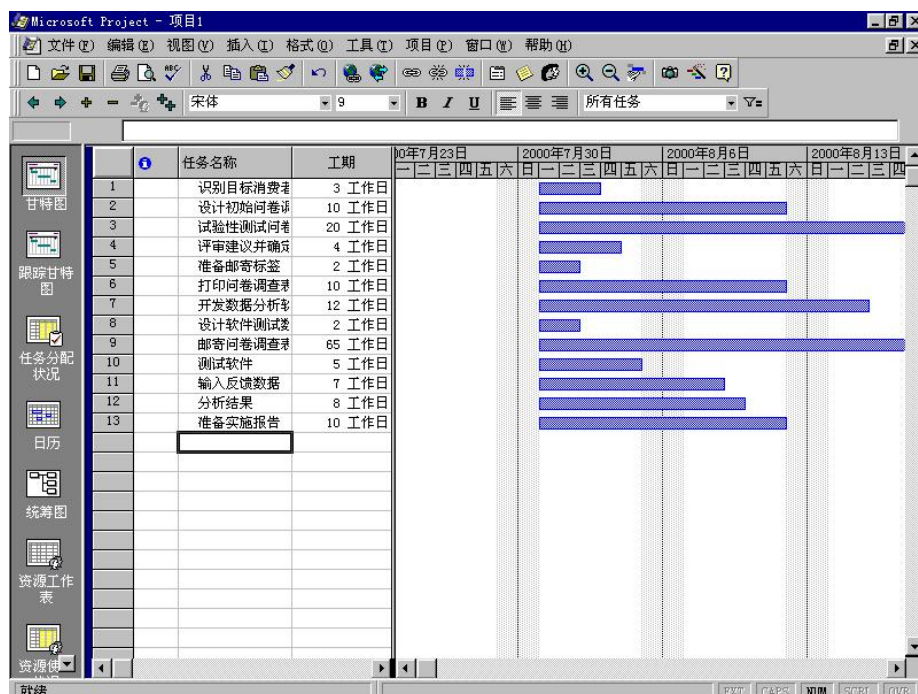 Microsoft Project - 项目1
文件(F) 编辑(E) 视图(V) 插入(I) 格式(O) 工具(T) 项目(P) 窗口(W) 帮助(H)
宋体 9 B I U 所有任务
任务名称 工期 00年7月23日 2000年7月30日 2000年8月6日 2000年8月13日
一 二 三 四 五 六 日 一 二 三 四 五 六 日 一 二 三 四 五 六 日 一 二 三 四
1 识别目标消费者 3 工作日
2 设计初始问卷调 10 工作日
3 试验性测试问卷 20 工作日
4 评审建议并确定 4 工作日
5 准备邮寄标签 2 工作日
6 打印问卷调查表 10 工作日
7 开发数据分析软 12 工作日
8 设计软件测试数 2 工作日
9 邮寄问卷调查表 65 工作日
10 测试软件 5 工作日
11 输入反馈数据 7 工作日
12 分析结果 8 工作日
13 准备实施报告 10 工作日
甘特图
跟踪甘特
图
任务分配
状况
日历
统筹图
资源工作
表
资源使
就绪 EXT CAPS NUM SCRL OVR